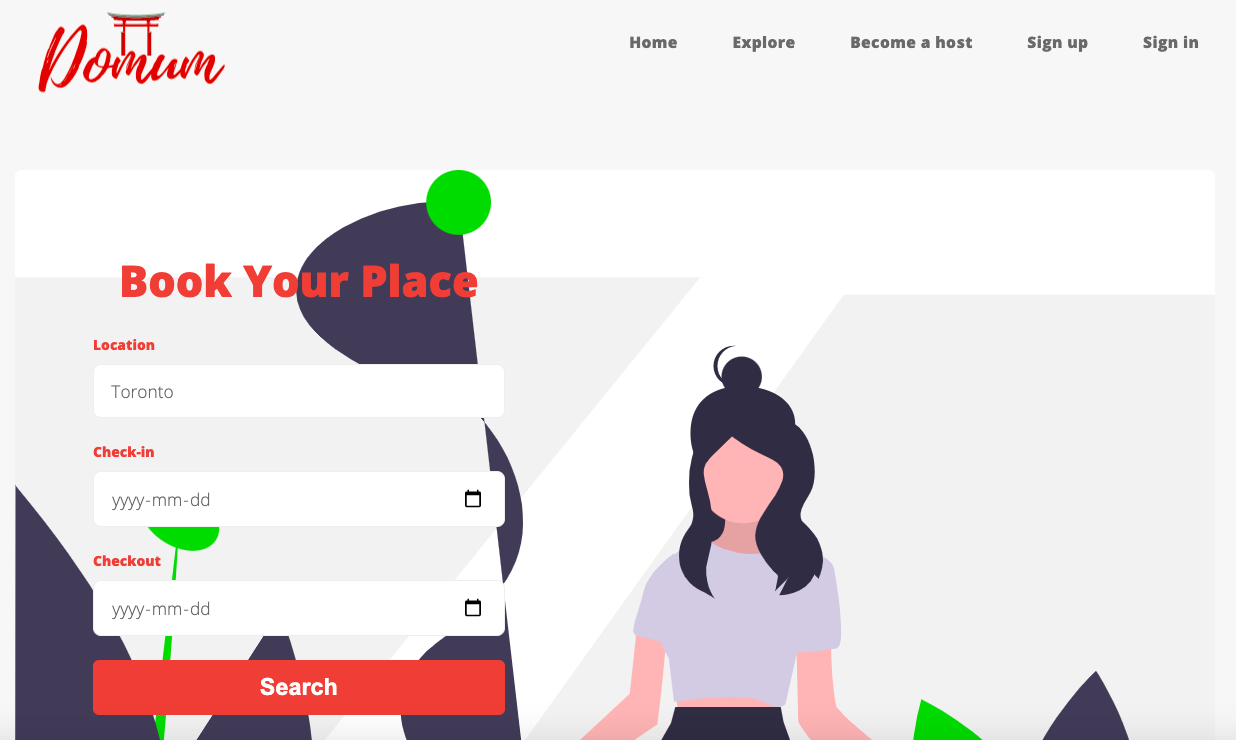 Domum
Home Explore Become a host Sign up Sign in
Book Your Place
Location
Toronto
Check-in
yyyy-mm-dd
Checkout
yyyy-mm-dd
Search